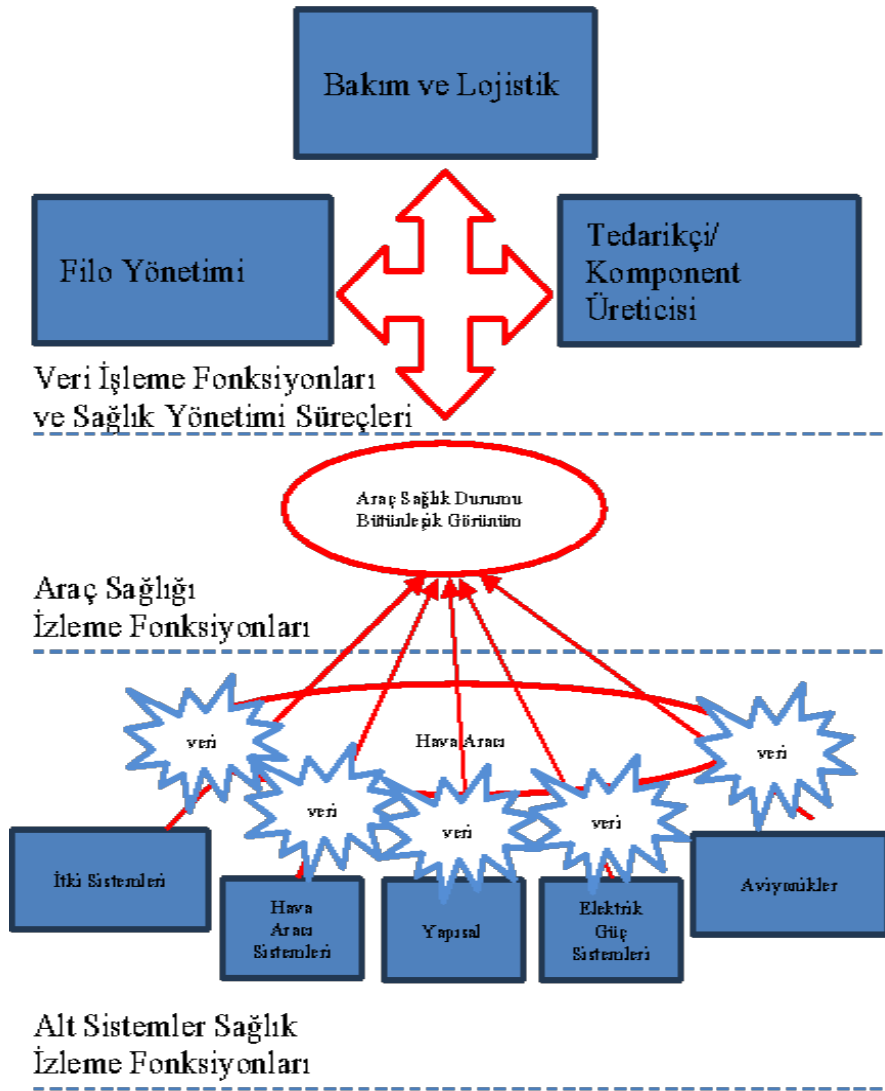 Bakım ve Lojistik
Filo Yönetimi
Tedarikçi/
Komponent
Üreticisi
Veri İşleme Fonksiyonları
ve Sağlık Yönetimi Süreçleri
Araç Sağlık Durumu
Bütünleşik Görünüm
Araç Sağlığı
İzleme Fonksiyonları
veri
Hava Aracı
veri
veri
veri
veri
İtki Sistemleri
Hava
Aracı
Sistemleri
Yapısal
Elektrik
Güç
Sistemleri
Aviyonikler
Alt Sistemler Sağlık
İzleme Fonksiyonları